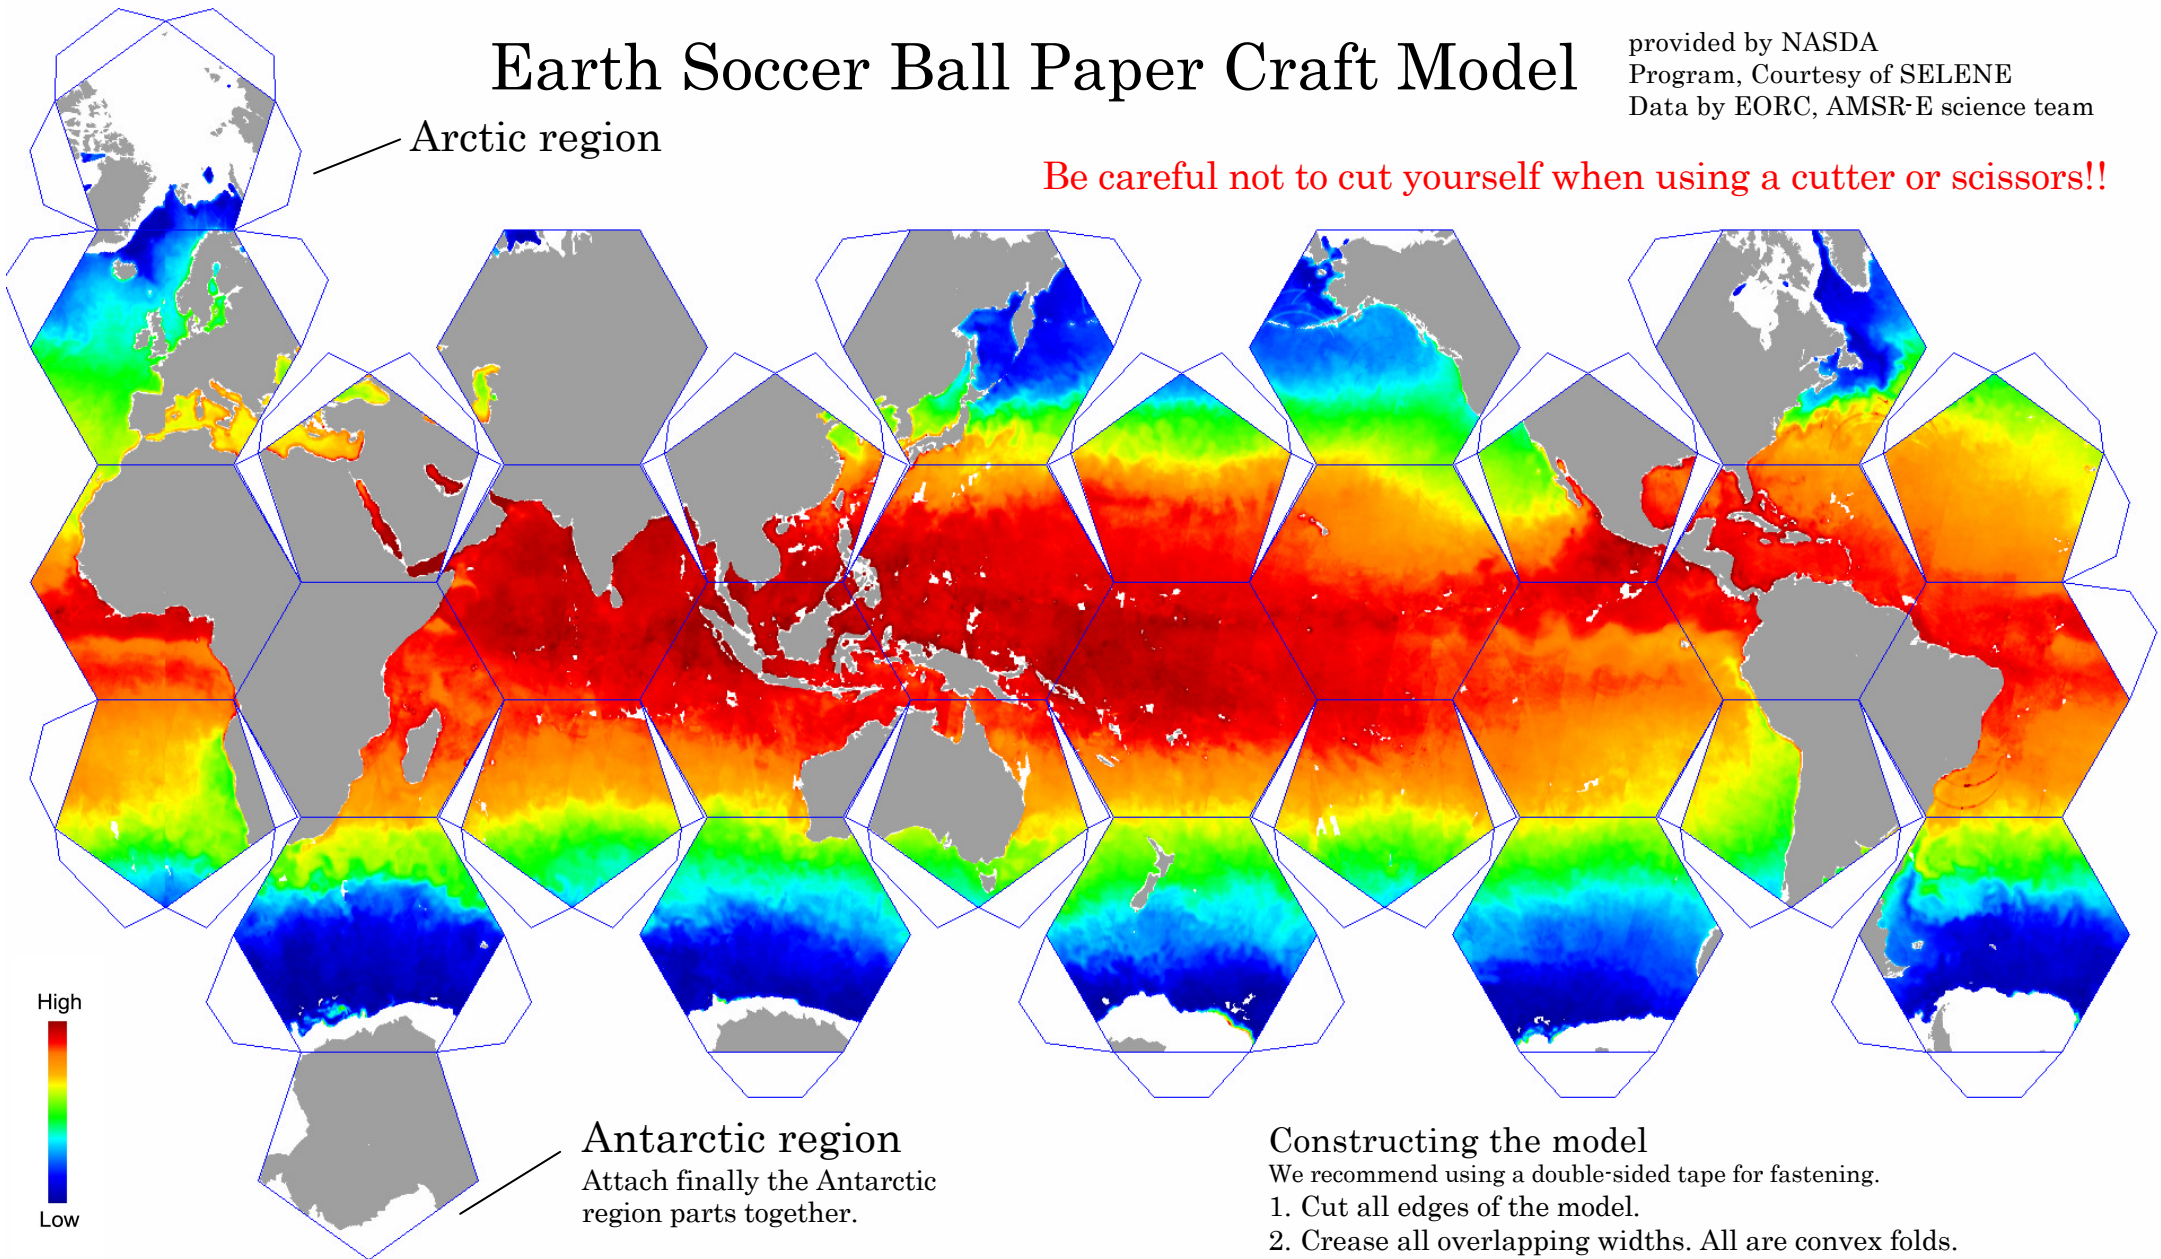 Earth Soccer Ball Paper Craft Model
provided by NASDA
Program, Courtesy of SELENE
Data by EORC, AMSR-E science team
Arctic region
Be careful not to cut yourself when using a cutter or scissors!!
High
Low
Antarctic region
Attach finally the Antarctic
region parts together.
Constructing the model
We recommend using a double-sided tape for fastening.
1. Cut all edges of the model.
2. Crease all overlapping widths. All are convex folds.